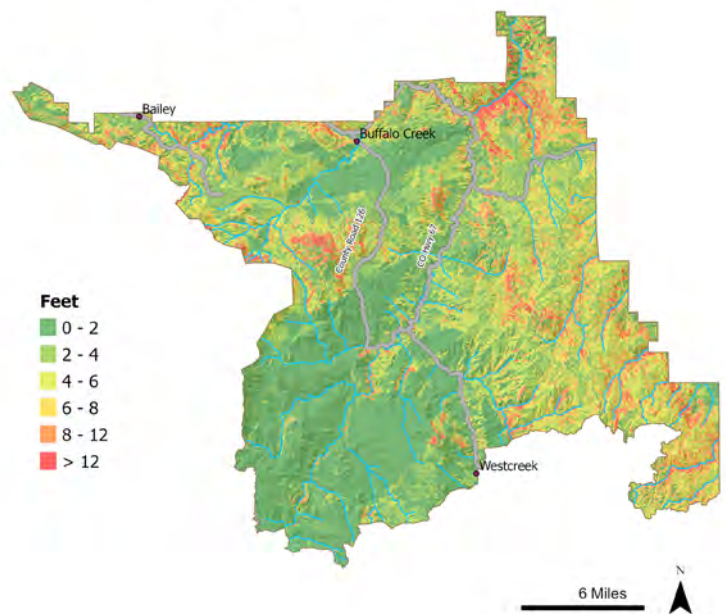 Bailey
Buffalo Creek
County Road 126
CO Hwy 67
Feet
0 - 2
2 - 4
4 - 6
6 - 8
8 - 12
> 12
Westcreek
6 Miles
N